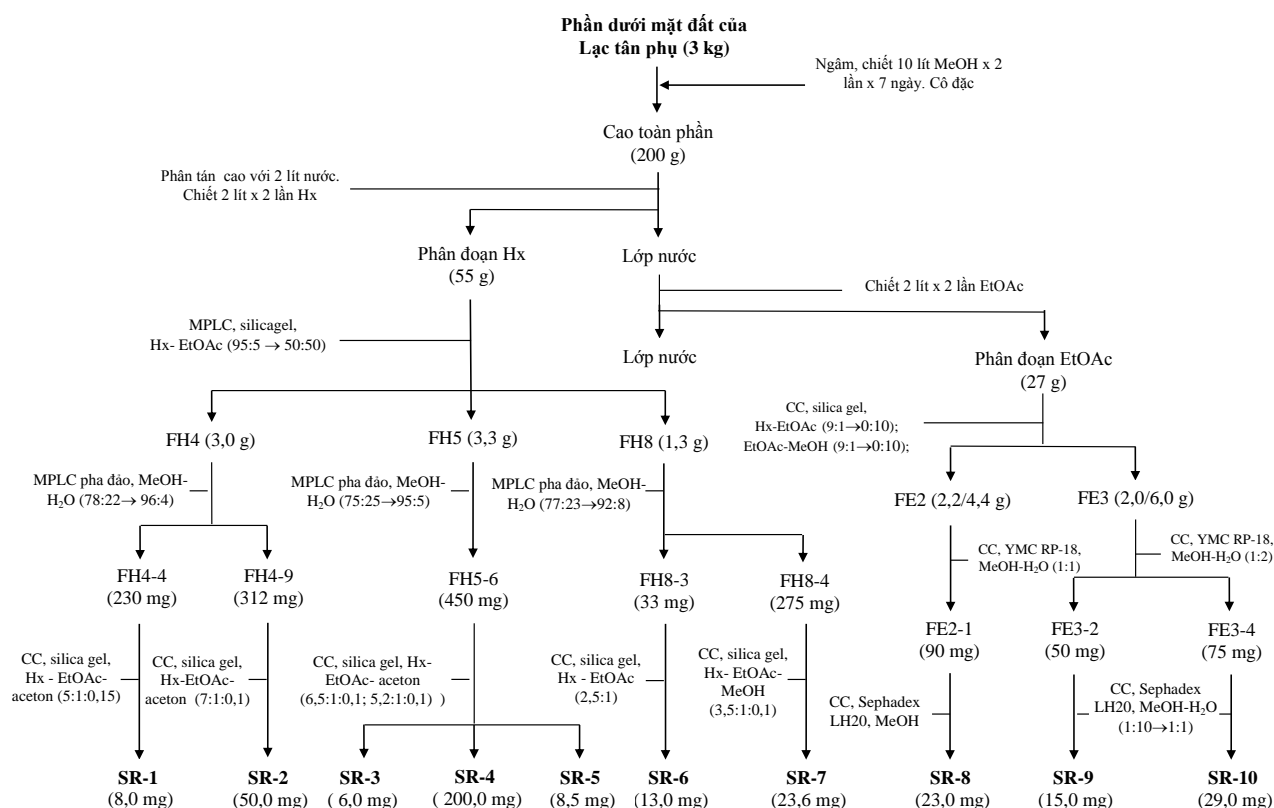 Phần dưới mặt đất của
Lạc tân phụ (3 kg)
Ngâm, chiết 10 lít MeOH x 2
lần x 7 ngày. Cô đặc
Cao toàn phần
(200 g)
Phân tán cao với 2 lít nước.
Chiết 2 lít x 2 lần Hx
Phân đoạn Hx
(55 g)
Lớp nước
Chiết 2 lít x 2 lần EtOAc
MPLC, silicagel,
Hx- EtOAc (95:5 → 50:50)
Lớp nước
Phân đoạn EtOAc
(27 g)
CC, silica gel,
Hx-EtOAc (9:1→0:10);
EtOAc-MeOH (9:1→0:10);
FH4 (3,0 g)
FH5 (3,3 g)
FH8 (1,3 g)
MPLC pha đảo, MeOH-
H₂O (78:22→ 96:4)
MPLC pha đảo, MeOH-
H₂O (75:25→95:5)
MPLC pha đảo, MeOH-
H₂O (77:23→92:8)
FE2 (2,2/4,4 g)
FE3 (2,0/6,0 g)
CC, YMC RP-18,
MeOH-H₂O (1:1)
CC, YMC RP-18,
MeOH-H₂O (1:2)
FH4-4
(230 mg)
FH4-9
(312 mg)
FH5-6
(450 mg)
FH8-3
(33 mg)
FH8-4
(275 mg)
FE2-1
(90 mg)
FE3-2
(50 mg)
FE3-4
(75 mg)
CC, silica gel,
Hx - EtOAc-
aceton (5:1:0,15)
CC, silica gel,
Hx-EtOAc-
aceton (7:1:0,1)
CC, silica gel, Hx-
EtOAc- aceton
(6,5:1:0,1; 5,2:1:0,1) )
CC, silica gel,
Hx - EtOAc
(2,5:1)
CC, silica gel,
Hx- EtOAc-
MeOH
(3,5:1:0,1)
CC, Sephadex
LH20, MeOH
CC, Sephadex
LH20, MeOH-H₂O
(1:10→1:1)
SR-1
(8,0 mg)
SR-2
(50,0 mg)
SR-3
( 6,0 mg)
SR-4
( 200,0 mg)
SR-5
(8,5 mg)
SR-6
(13,0 mg)
SR-7
(23,6 mg)
SR-8
(23,0 mg)
SR-9
(15,0 mg)
SR-10
(29,0 mg)